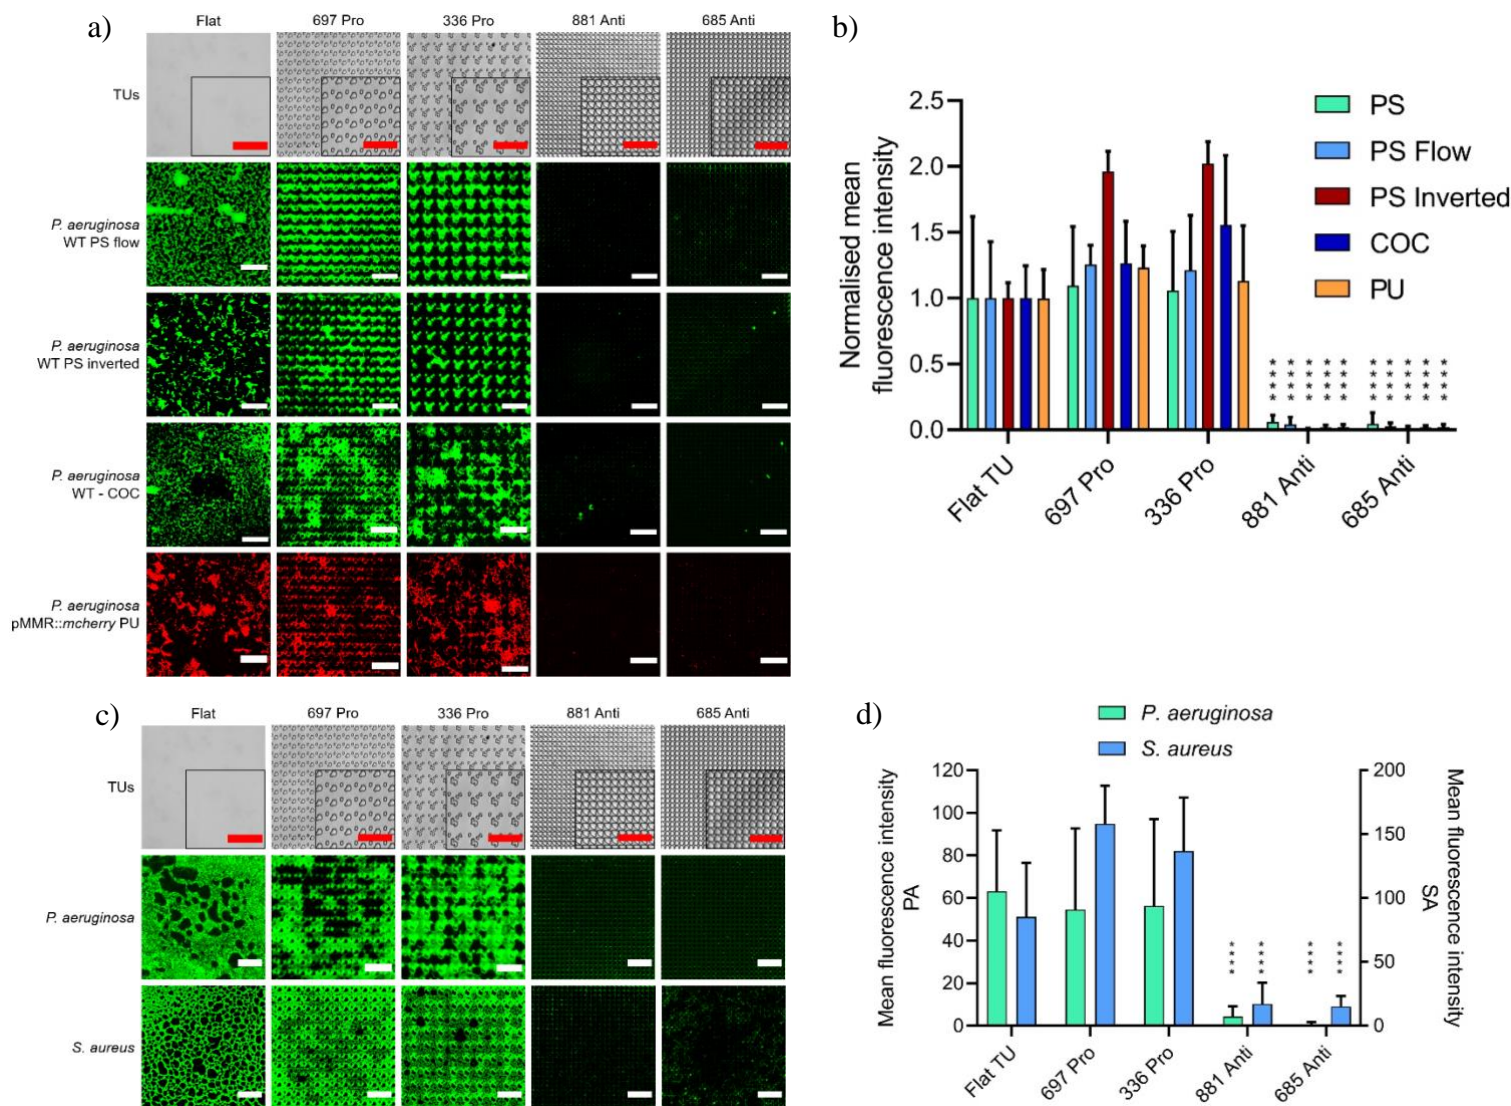 a)
Flat 697 Pro 336 Pro 881 Anti 685 Anti
TUs
P. aeruginosa
WT PS flow
P. aeruginosa
WT PS inverted
P. aeruginosa
WT - COC
P. aeruginosa
pMMR::mcherry PU
b)
Normalised mean
fluorescence intensity
2.5
2.0
1.5
1.0
0.5
0.0
PS
PS Flow
PS Inverted
COC
PU
**** **** **** **** ****
**** **** **** **** ****
Flat TU
697 Pro
336 Pro
881 Anti
685 Anti
c)
Flat 697 Pro 336 Pro 881 Anti 685 Anti
TUs
P. aeruginosa
S. aureus
d)
P. aeruginosa
S. aureus
Mean fluorescence intensity
PA
120
100
80
60
40
20
0
200
150
100
50
0
Mean fluorescence intensity
SA
**** ****
**** ****
Flat TU
697 Pro
336 Pro
881 Anti
685 Anti